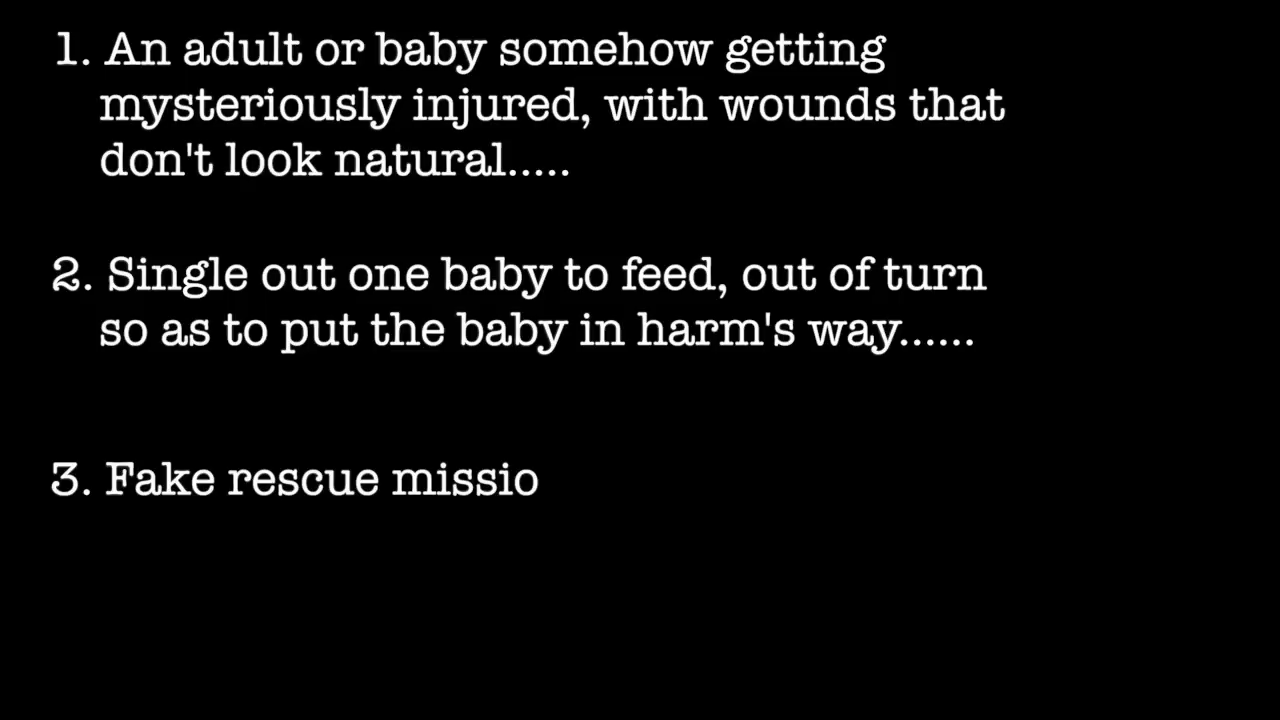 1. An adult or baby somehow getting
mysteriously injured, with wounds that
don't look natural.....
2. Single out one baby to feed, out of turn
so as to put the baby in harm's way......
3. Fake rescue missio